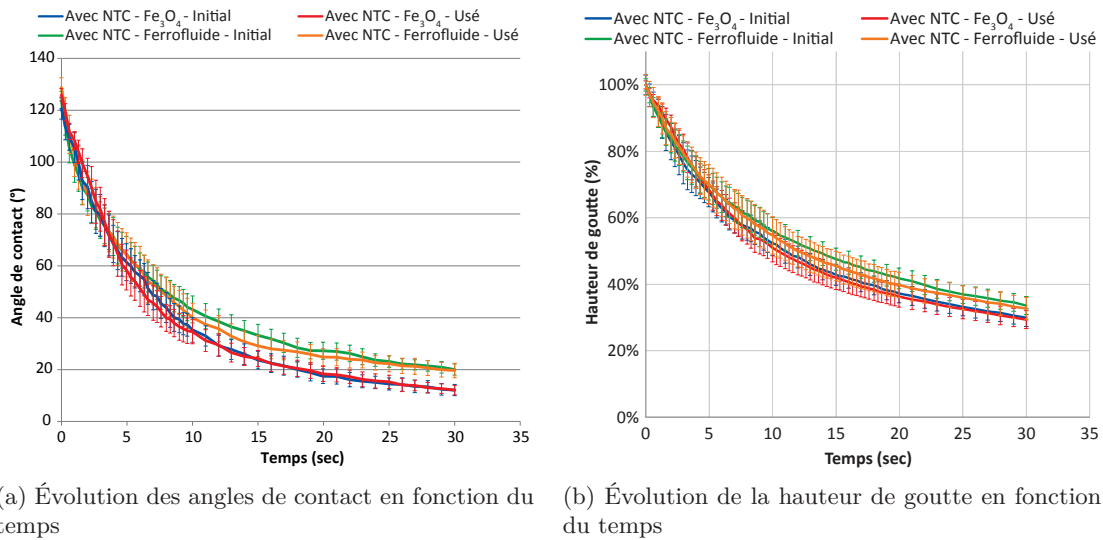 Avec NTC - Fe3O4 - Initial
Avec NTC - Fe3O4 - Usé
Avec NTC - Ferrofluide - Initial
Avec NTC - Ferrofluide - Usé
140
120
100
80
60
40
20
0
Angle de contact (°)
0 5 10 15 20 25 30 35
Temps (sec)
Avec NTC - Fe3O4 - Initial
Avec NTC - Fe3O4 - Usé
Avec NTC - Ferrofluide - Initial
Avec NTC - Ferrofluide - Usé
100%
80%
60%
40%
20%
0%
Hauteur de goutte (%)
0 5 10 15 20 25 30 35
Temps (sec)
(a) Évolution des angles de contact en fonction du
temps
(b) Évolution de la hauteur de goutte en fonction
du temps